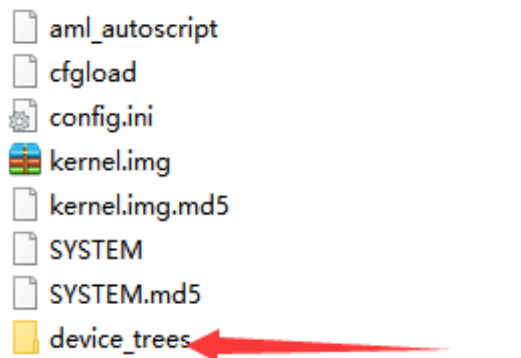 aml_autoscript
cfgload
config.ini
kernel.img
kernel.img.md5
SYSTEM
SYSTEM.md5
device_trees